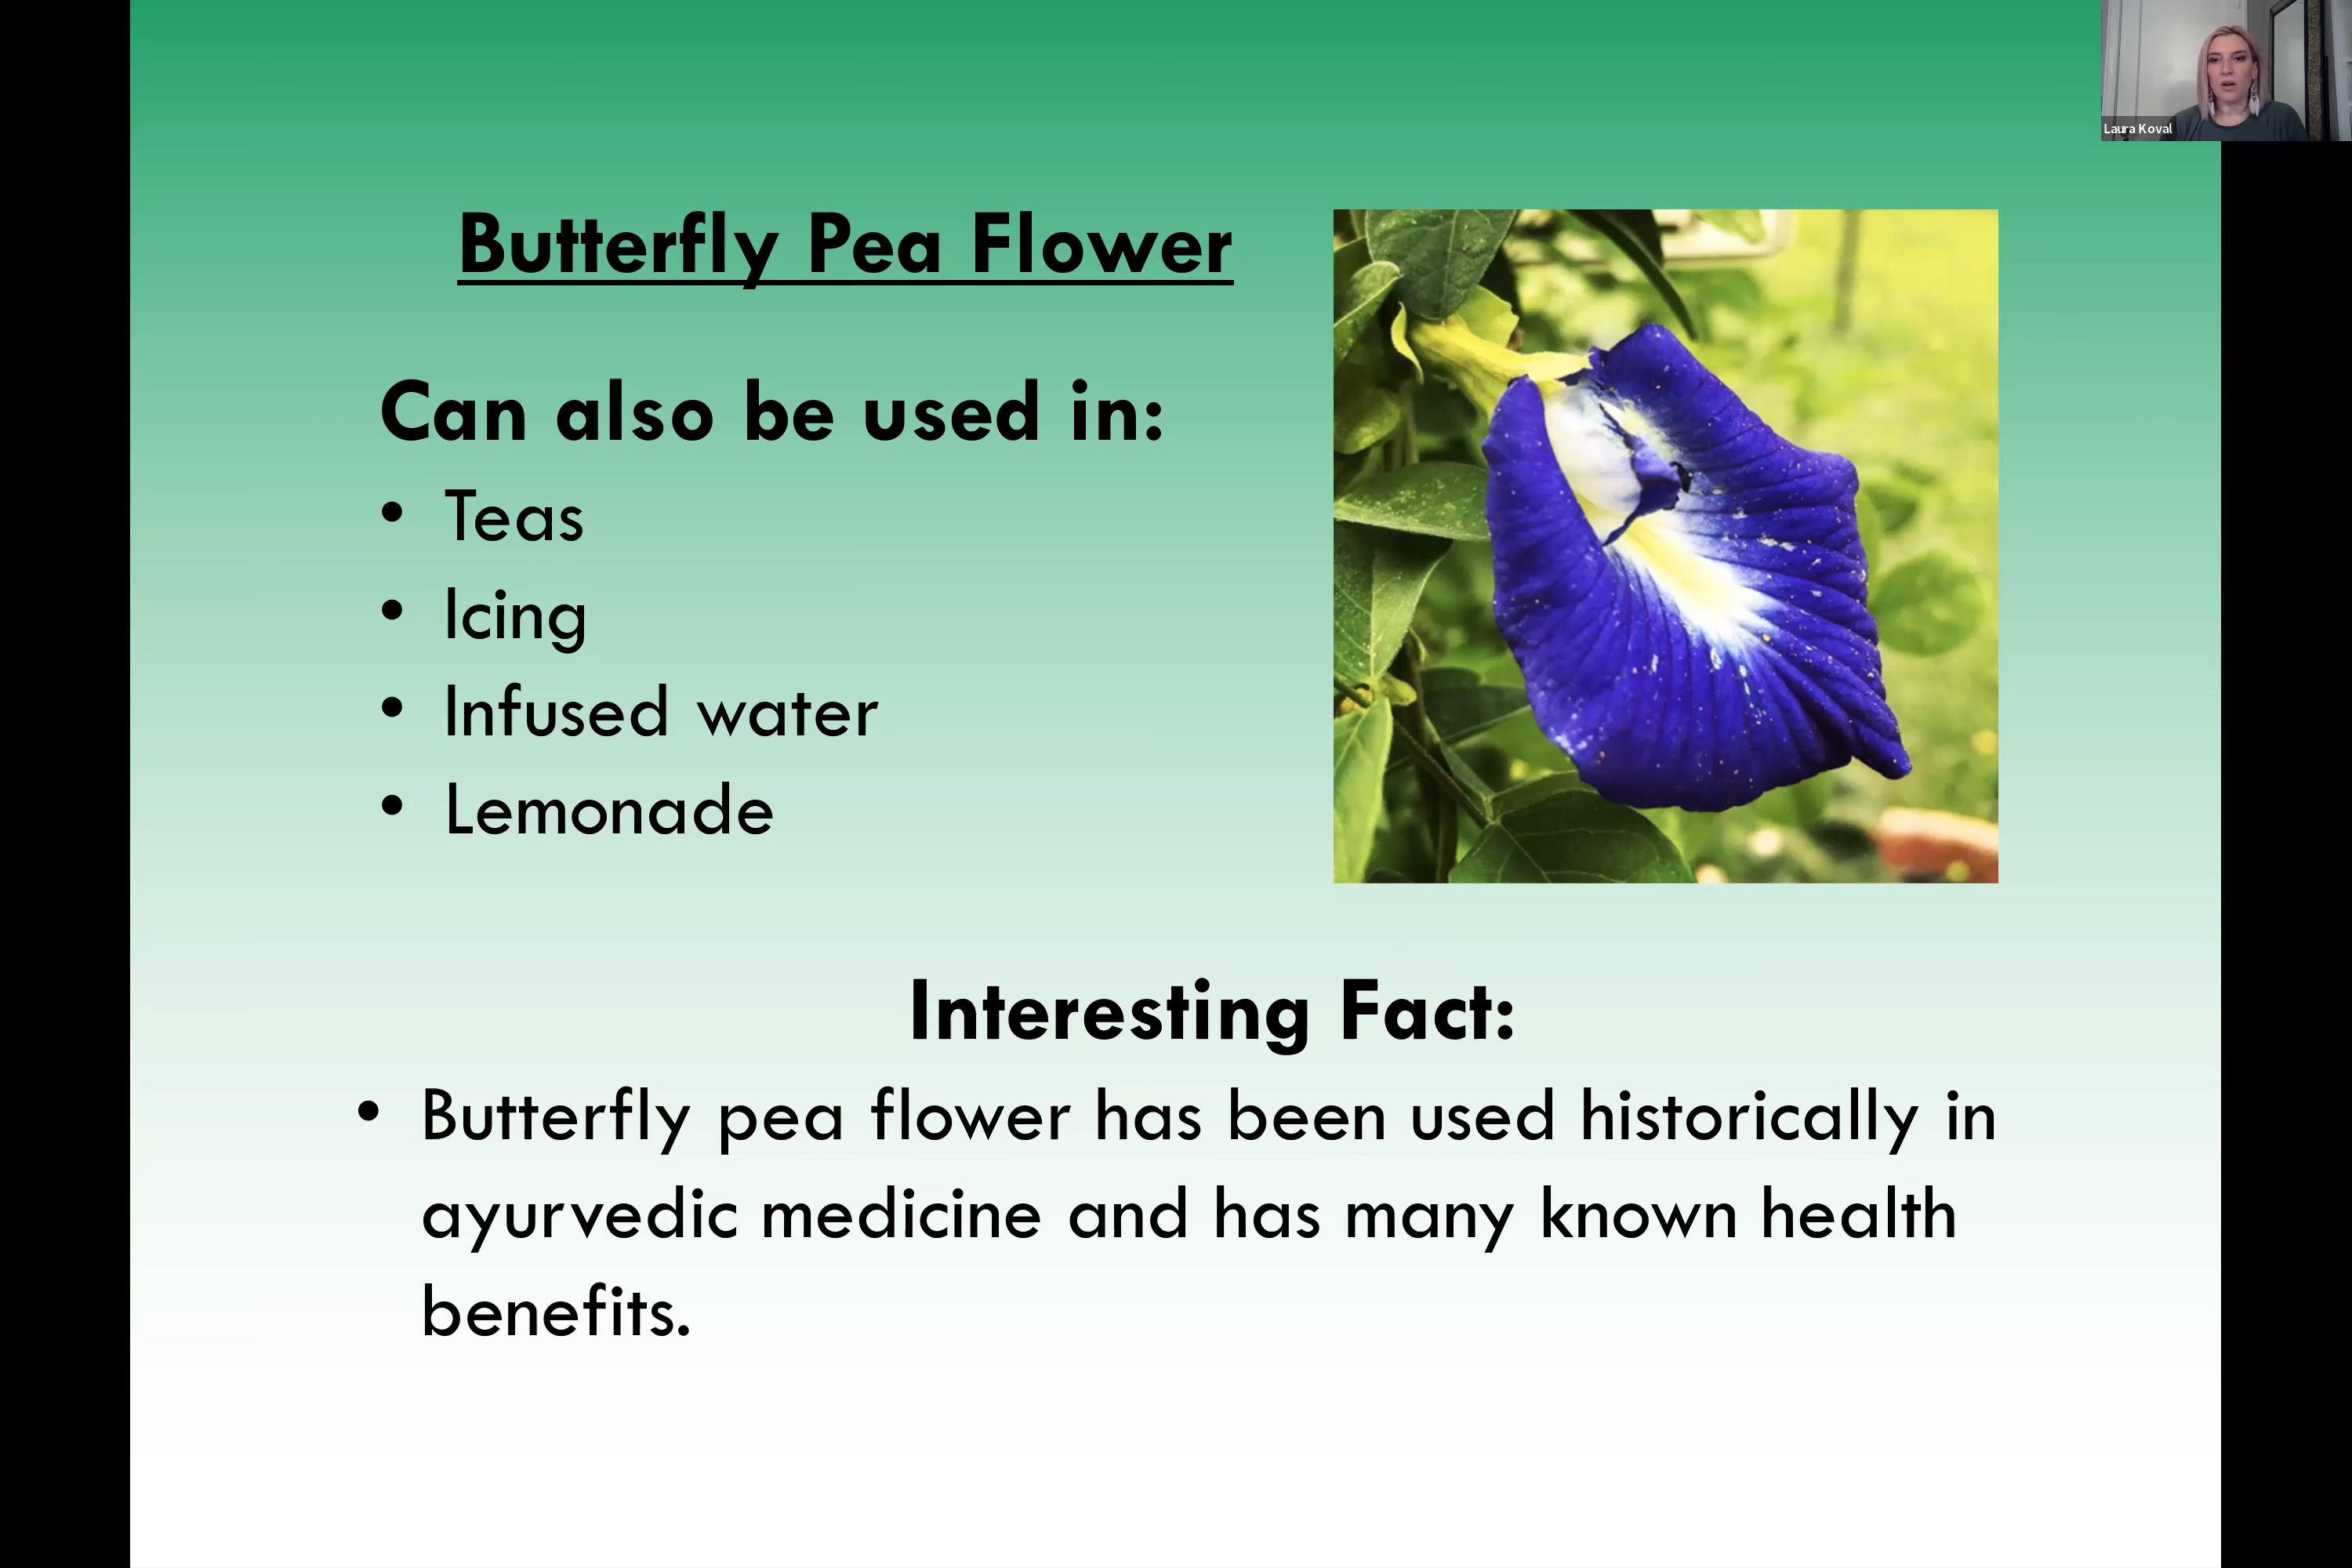 Laura Koval
Butterfly Pea Flower
Can also be used in:
• Teas
• Icing
• Infused water
• Lemonade
Interesting Fact:
• Butterfly pea flower has been used historically in
ayurvedic medicine and has many known health
benefits.